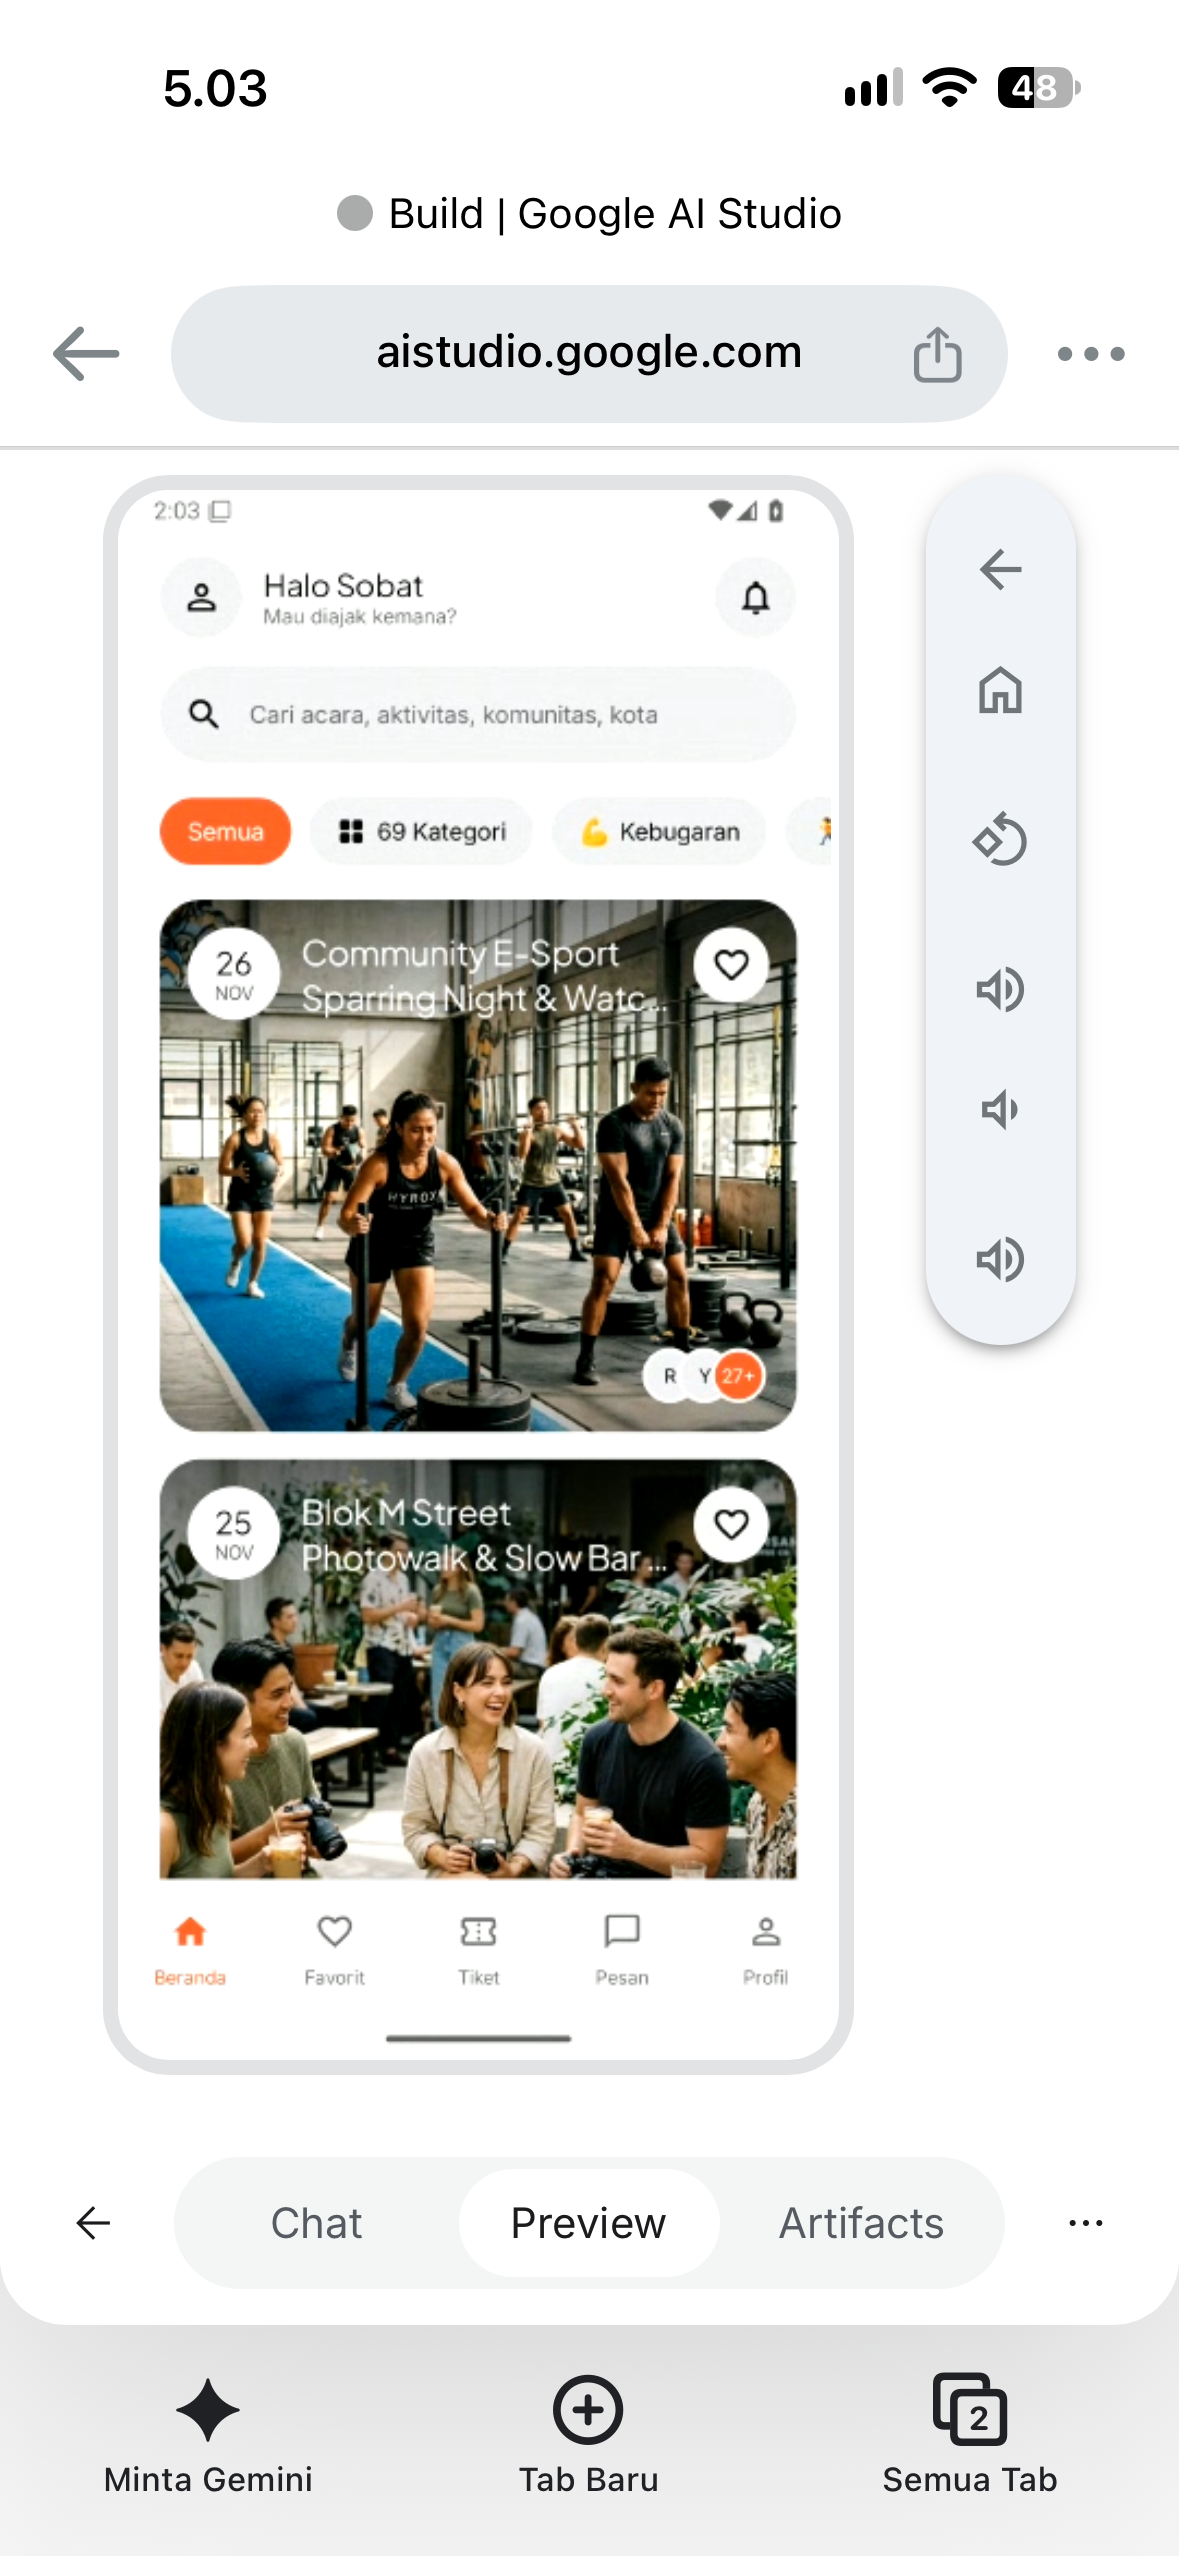 5.03
48
Build | Google AI Studio
aistudio.google.com
2:03
Halo Sobat
Mau diajak kemana?
Cari acara, aktivitas, komunitas, kota
Semua
69 Kategori
Kebugaran
26
NOV
Community E-Sport
Sparring Night & Watc...
HYROX
R
Y
27+
25
NOV
Blok M Street
Photowalk & Slow Bar ...
Beranda
Favorit
Tiket
Pesan
Profil
Chat
Preview
Artifacts
Minta Gemini
Tab Baru
2
Semua Tab